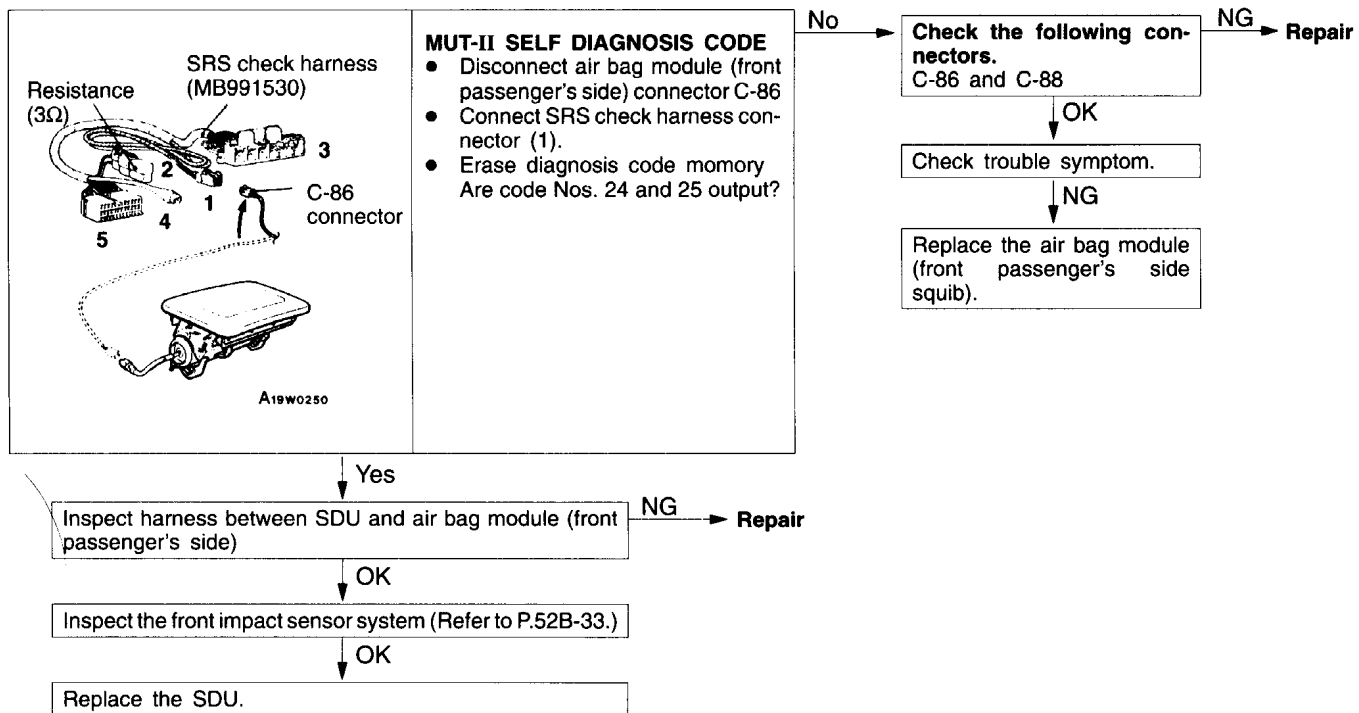 SRS check harness
(MB991530)
Resistance
(3Ω)
3
2
1
C-86
connector
4
5
A19W0250
MUT-II SELF DIAGNOSIS CODE
● Disconnect air bag module (front
passenger's side) connector C-86
● Connect SRS check harness con-
nector (1).
● Erase diagnosis code momory
Are code Nos. 24 and 25 output?
No
Check the following con-
nectors.
C-86 and C-88
NG
Repair
OK
Check trouble symptom.
NG
Replace the air bag module
(front passenger's side
squib).
Yes
Inspect harness between SDU and air bag module (front
passenger's side)
NG
Repair
OK
Inspect the front impact sensor system (Refer to P.52B-33.)
OK
Replace the SDU.